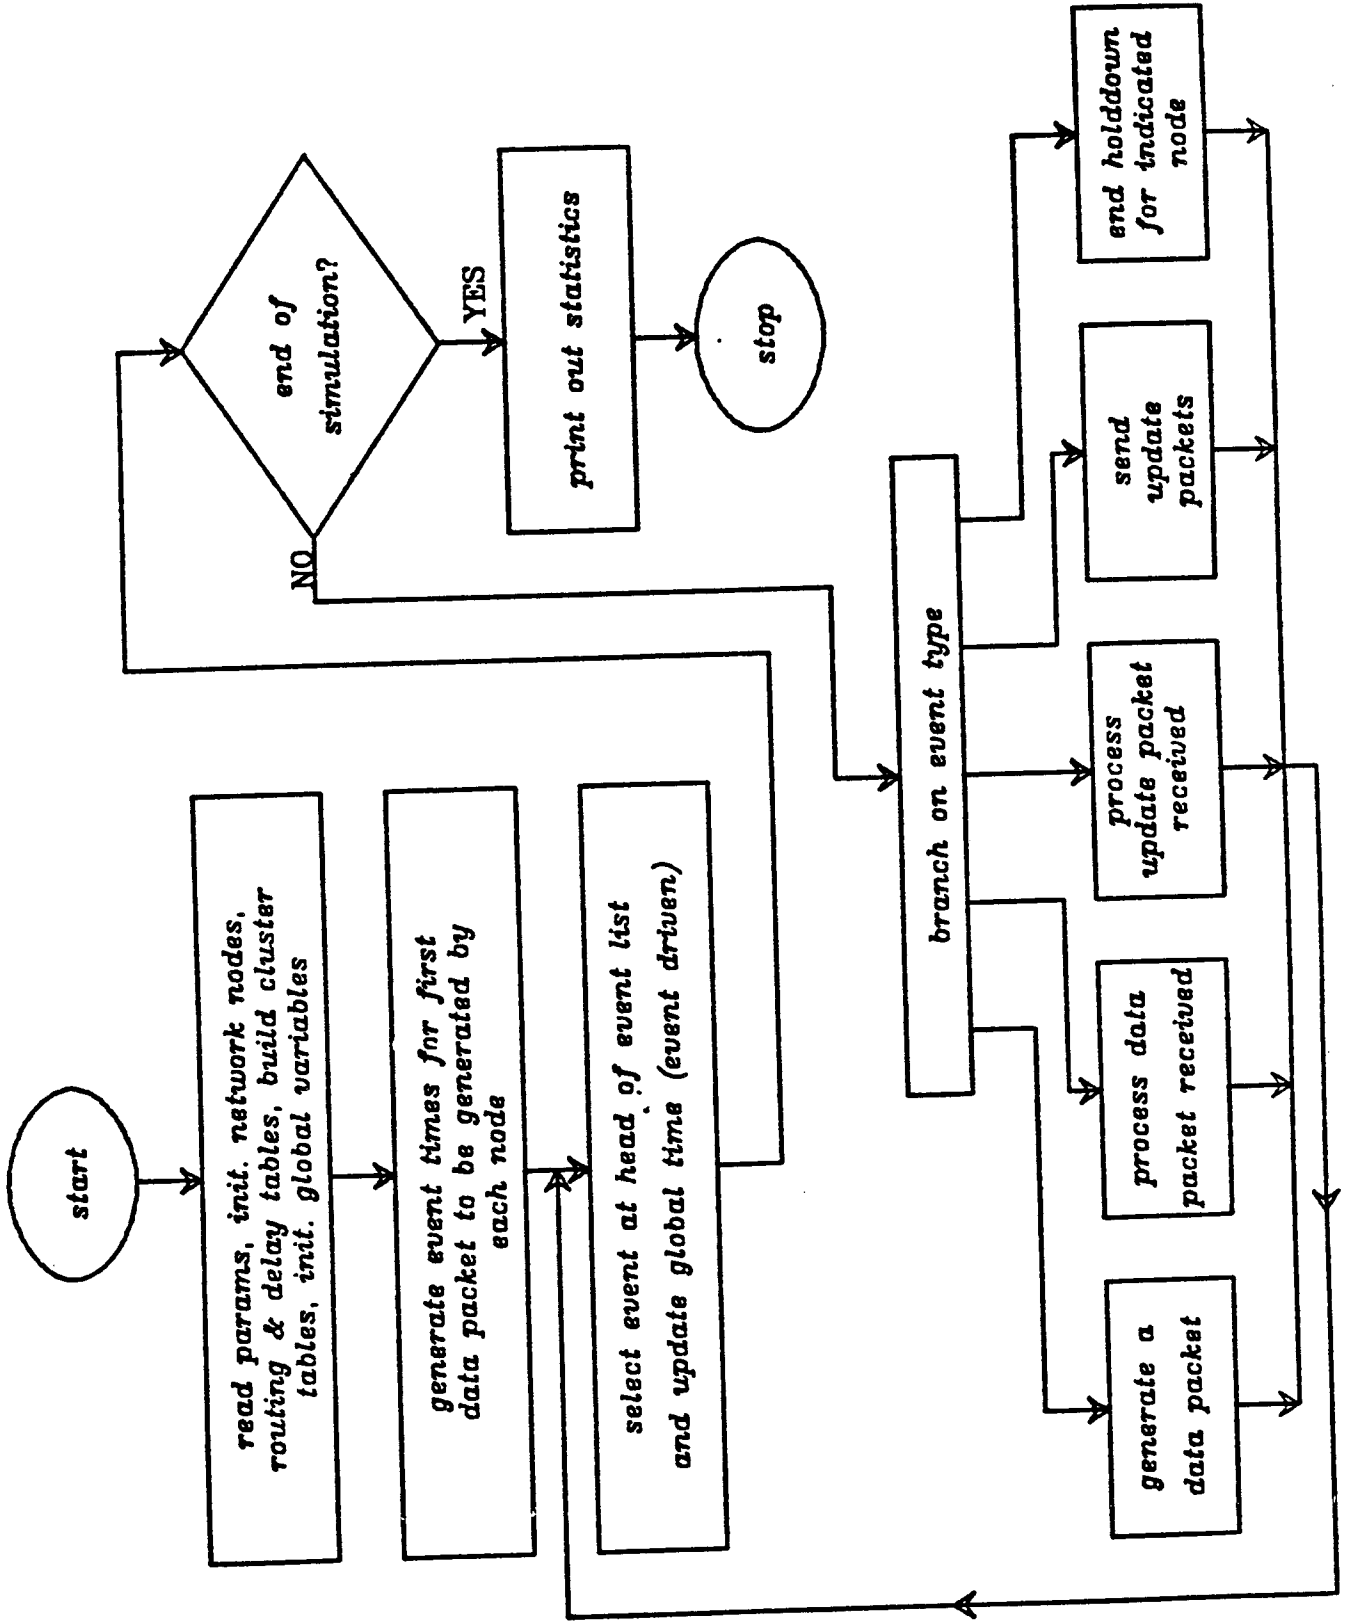 start
read params, init. network nodes,
routing & delay tables, build cluster
tables, init. global variables
generate event times for first
data packet to be generated by
each node
select event at head of event list
and update global time (event driven)
end of
simulation?
NO
YES
print out statistics
stop
branch on event type
generate a
data packet
process data
packet received
process
update packet
received
send
update
packets
end holddown
for indicated
node